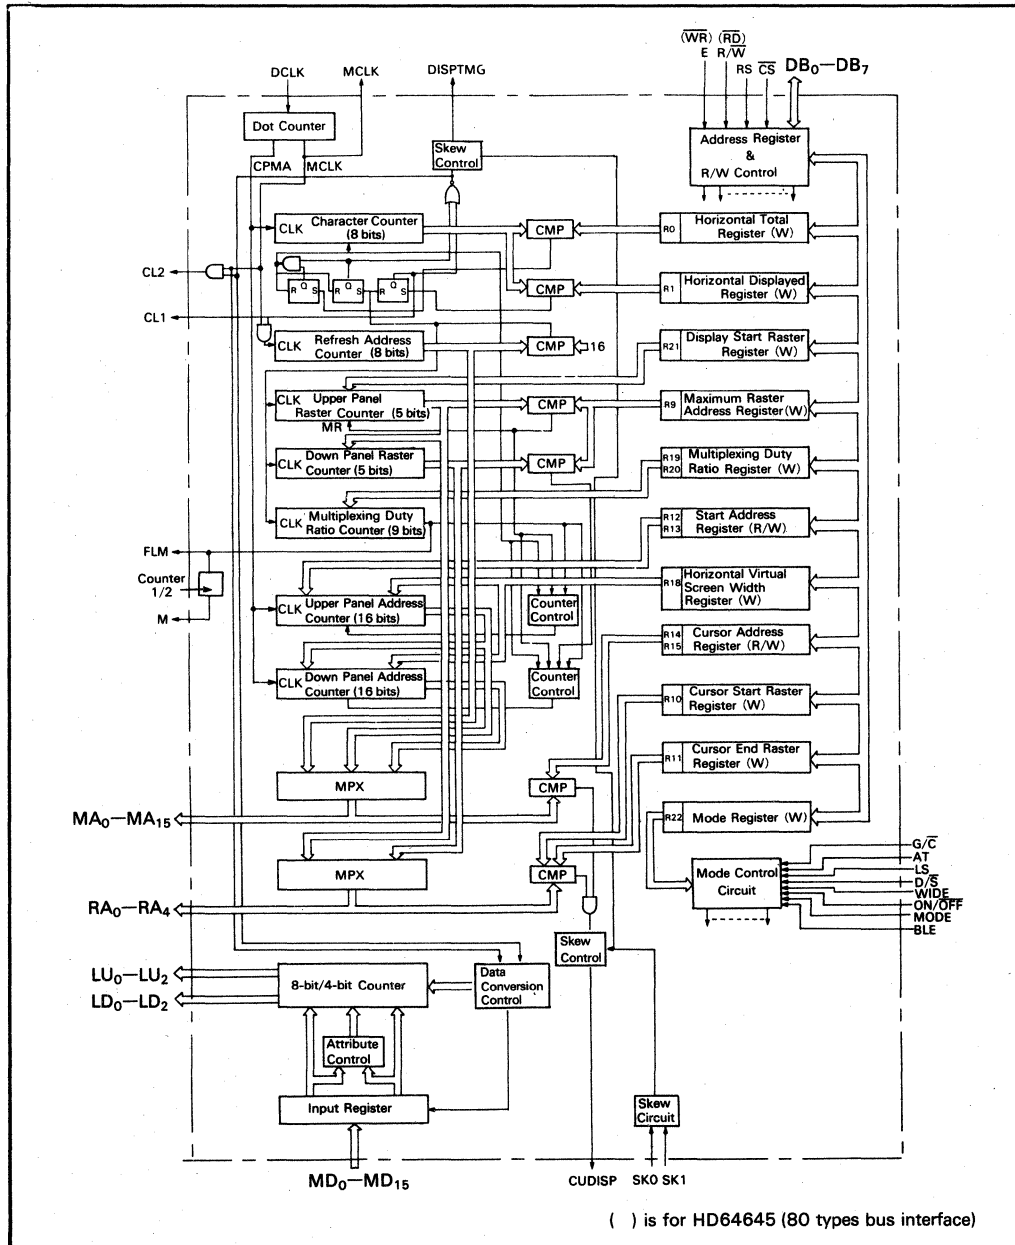 (WR) (RD)
E R/W
RS CS DB0—DB7
DCLK MCLK DISPTMG
Dot Counter
CPMA MCLK
Skew
Control
Address Register
&
R/W Control
CLK Character Counter
(8 bits)
CMP
R0 Horizontal Total
Register (W)
CL2
R Q S R Q S R Q S
CMP
R1 Horizontal Displayed
Register (W)
CL1
CLK Refresh Address
Counter (8 bits)
CMP 16
R21 Display Start Raster
Register (W)
CLK Upper Panel
Raster Counter (5 bits)
MR
CMP
R9 Maximum Raster
Address Register (W)
CLK Down Panel Raster
Counter (5 bits)
CMP
R19 R20 Multiplexing Duty
Ratio Register (W)
CLK Multiplexing Duty
Ratio Counter (9 bits)
R12 R13 Start Address
Register (R/W)
FLM
Counter
1/2
M
CLK Upper Panel Address
Counter (16 bits)
Counter
Control
R18 Horizontal Virtual
Screen Width
Register (W)
R14 R15 Cursor Address
Register (R/W)
CLK Down Panel Address
Counter (16 bits)
Counter
Control
R10 Cursor Start Raster
Register (W)
R11 Cursor End Raster
Register (W)
MPX
CMP
MA0—MA15
R22 Mode Register (W)
MPX
CMP
RA0—RA4
Mode Control
Circuit
G/C
AT
LS
D/S
WIDE
ON/OFF
MODE
BLE
Skew
Control
LU0—LU2
LD0—LD2
8-bit/4-bit Counter
Data
Conversion
Control
Attribute
Control
Input Register
Skew
Circuit
MD0—MD15
CUDISP SK0 SK1
( ) is for HD64645 (80 types bus interface)